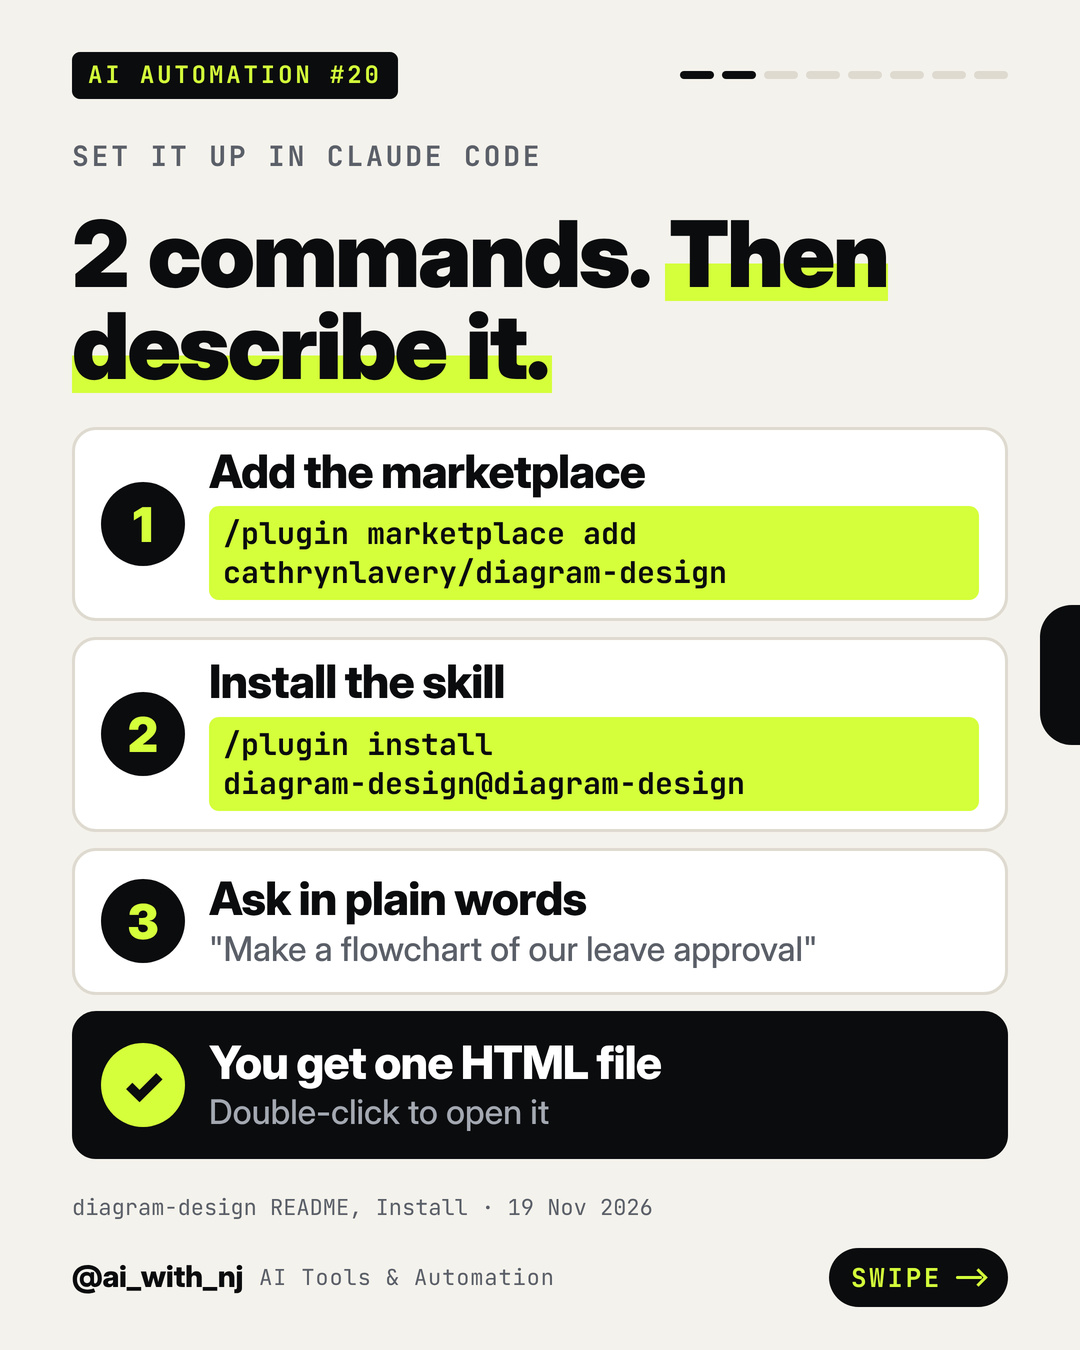 AI AUTOMATION #20
SET IT UP IN CLAUDE CODE
2 commands. Then
describe it.
1
Add the marketplace
/plugin marketplace add
cathrynlavery/diagram-design
2
Install the skill
/plugin install
diagram-design@diagram-design
3
Ask in plain words
"Make a flowchart of our leave approval"
You get one HTML file
Double-click to open it
diagram-design README, Install · 19 Nov 2026
@ai_with_nj AI Tools & Automation
SWIPE →